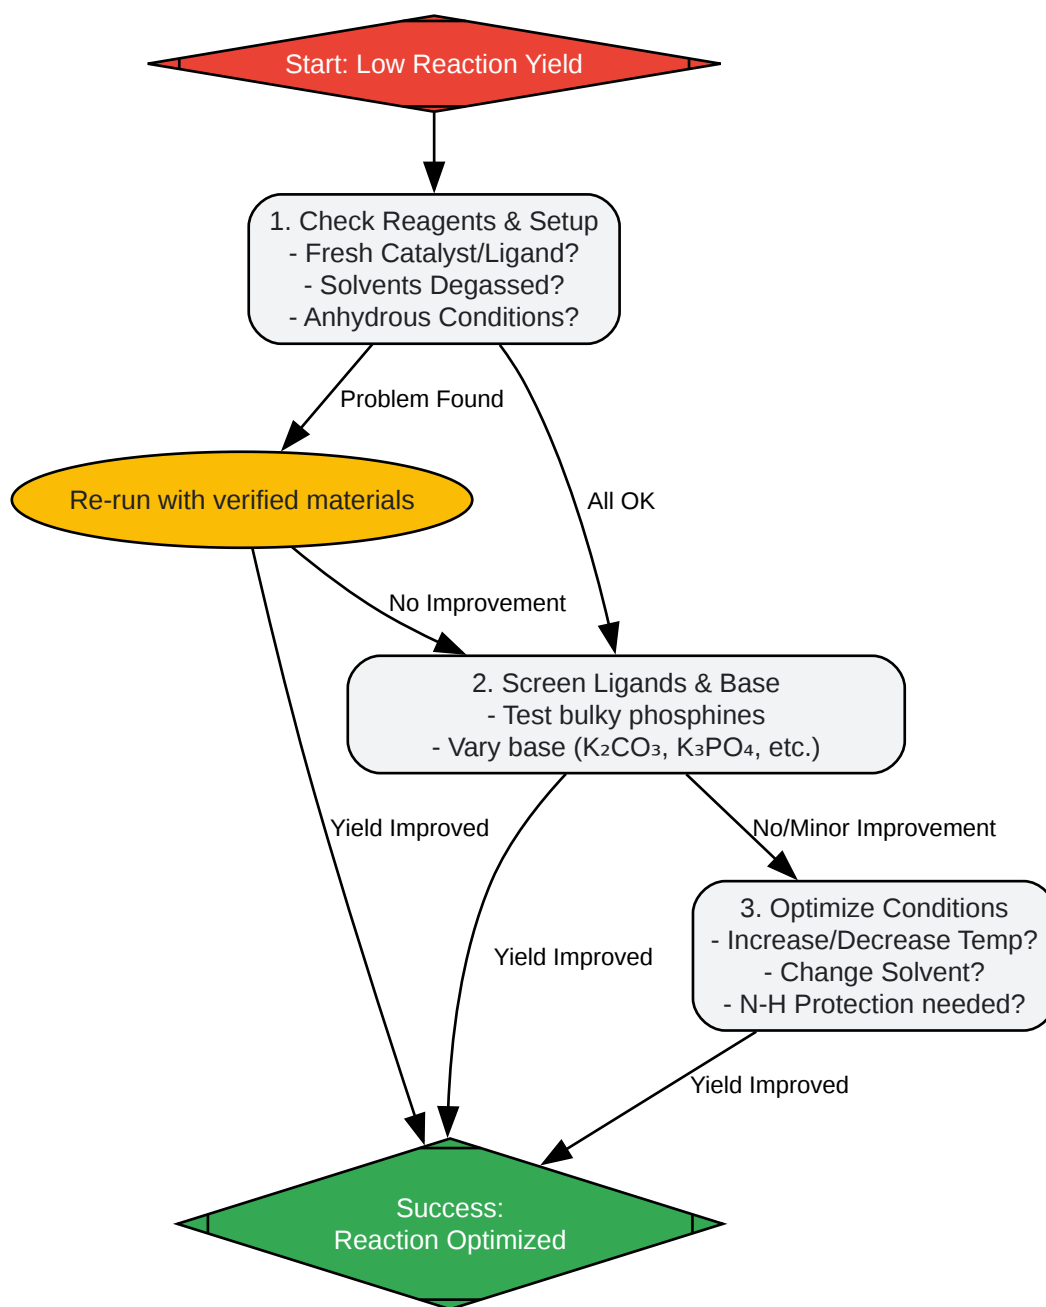 Start: Low Reaction Yield
1. Check Reagents & Setup
- Fresh Catalyst/Ligand?
- Solvents Degassed?
- Anhydrous Conditions?
Problem Found
Re-run with verified materials
All OK
No Improvement
2. Screen Ligands & Base
- Test bulky phosphines
- Vary base (K₂CO₃, K₃PO₄, etc.)
Yield Improved
No/Minor Improvement
3. Optimize Conditions
- Increase/Decrease Temp?
- Change Solvent?
- N-H Protection needed?
Yield Improved
Yield Improved
Success:
Reaction Optimized